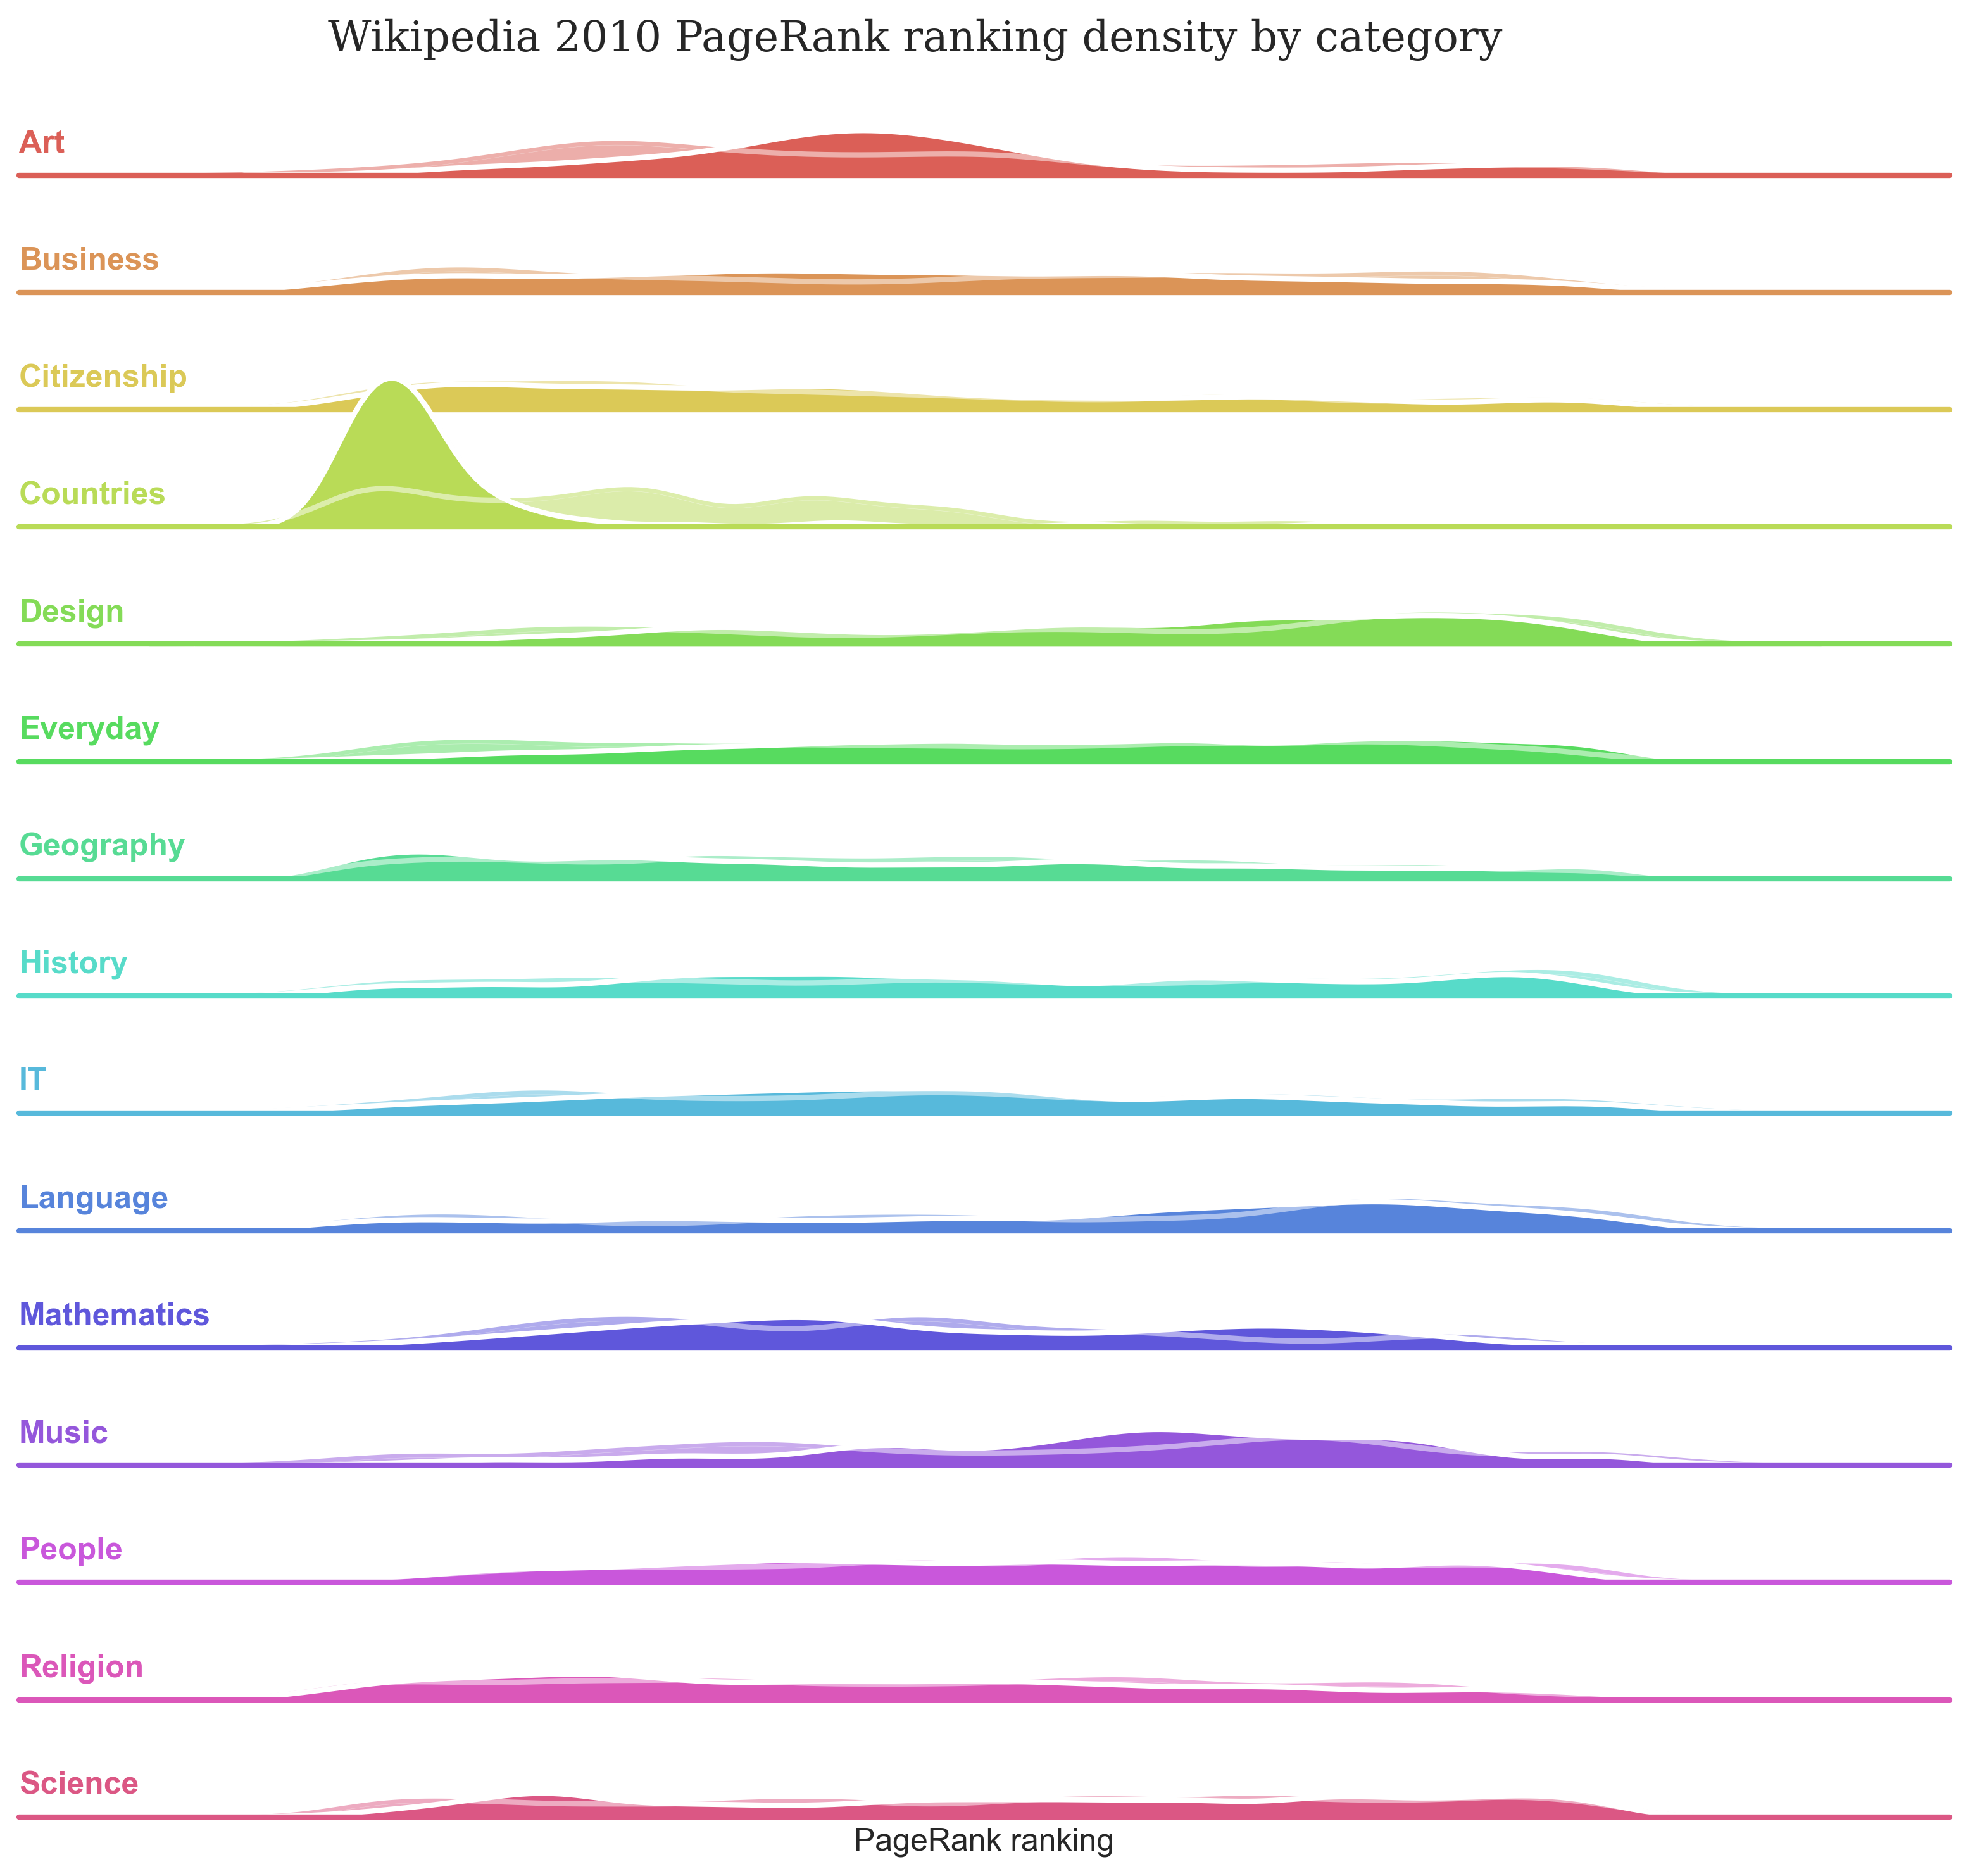 Wikipedia 2010 PageRank ranking density by category
Art
Business
Citizenship
Countries
Design
Everyday
Geography
History
IT
Language
Mathematics
Music
People
Religion
Science
PageRank ranking